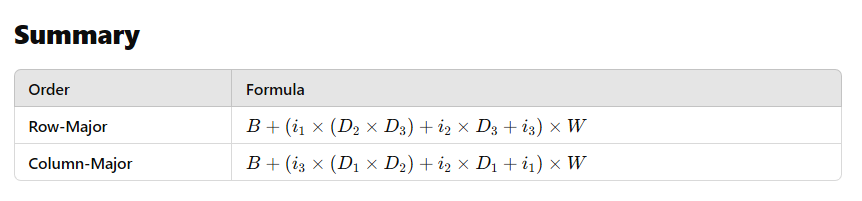 Summary
Order Formula
Row-Major B + (i₁ × (D₂ × D₃) + i₂ × D₃ + i₃) × W
Column-Major B + (i₃ × (D₁ × D₂) + i₂ × D₁ + i₁) × W